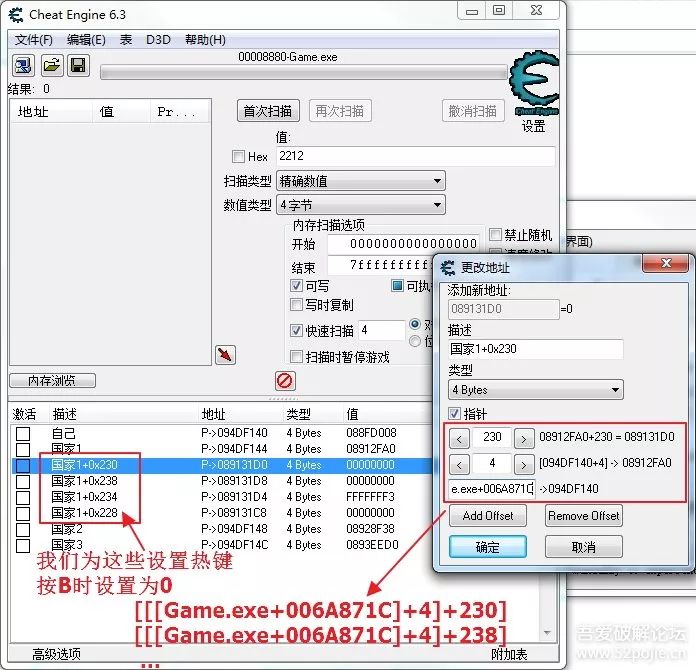 Cheat Engine 6.3
文件(F) 编辑(E) 表 D3D 帮助(H)
00008880-Game.exe
结果: 0
地址 值 Pr...
首次扫描 再次扫描 撤消扫描
Cheat Engine
设置
值:
Hex 2212
扫描类型 精确数值
数值类型 4 字节
内存扫描选项
开始 0000000000000000
结束 7fffffffff
禁止随机
可写 可执
写时复制
快速扫描 4
扫描时暂停游戏
内存浏览
界面)
更改地址
添加新地址:
089131D0 =0
描述
国家1+0x230
类型
4 Bytes
指针
< 230 > 08912FA0+230 = 089131D0
< 4 > [094DF140+4] -> 08912FA0
e.exe+006A871C ->094DF140
Add Offset Remove Offset
确定 取消
激活 描述 地址 类型 值
自己 P->094DF140 4 Bytes 088FD008
国家1 P->094DF144 4 Bytes 08912FA0
国家1+0x230 P->089131D0 4 Bytes 00000000
国家1+0x238 P->089131D8 4 Bytes 00000000
国家1+0x234 P->089131D4 4 Bytes FFFFFFF3
国家1+0x228 P->089131C8 4 Bytes 00000000
国家2 P->094DF148 4 Bytes 08928F38
国家3 P->094DF14C 4 Bytes 0893EED0
我们为这些设置热键
按B时设置为0
[[[Game.exe+006A871C]+4]+230]
[[[Game.exe+006A871C]+4]+238]
...
高级选项 附加表
吾爱破解论坛
www.52pojie.cn